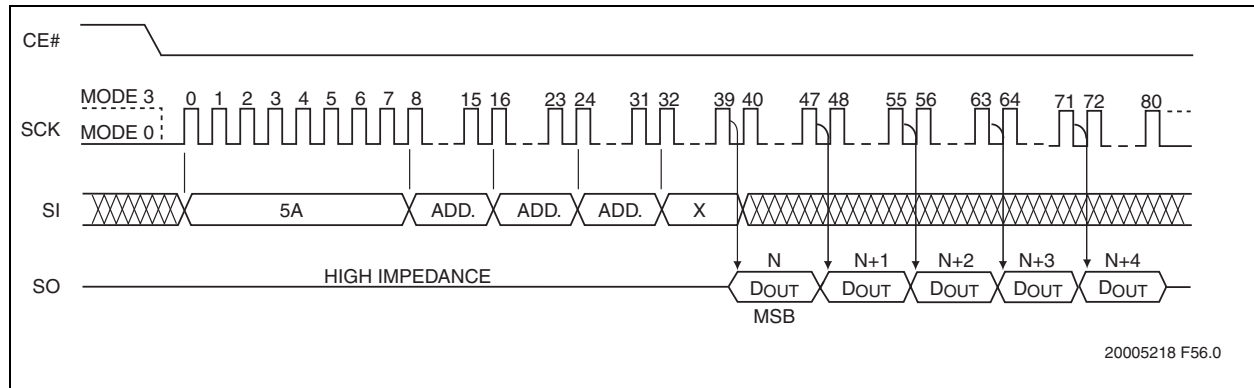 CE#
MODE 3
0 1 2 3 4 5 6 7 8 15 16 23 24 31 32 39 40 47 48 55 56 63 64 71 72 80
SCK
MODE 0
SI
5A ADD. ADD. ADD. X
N N+1 N+2 N+3 N+4
HIGH IMPEDANCE
SO
DOUT DOUT DOUT DOUT DOUT
MSB
20005218 F56.0